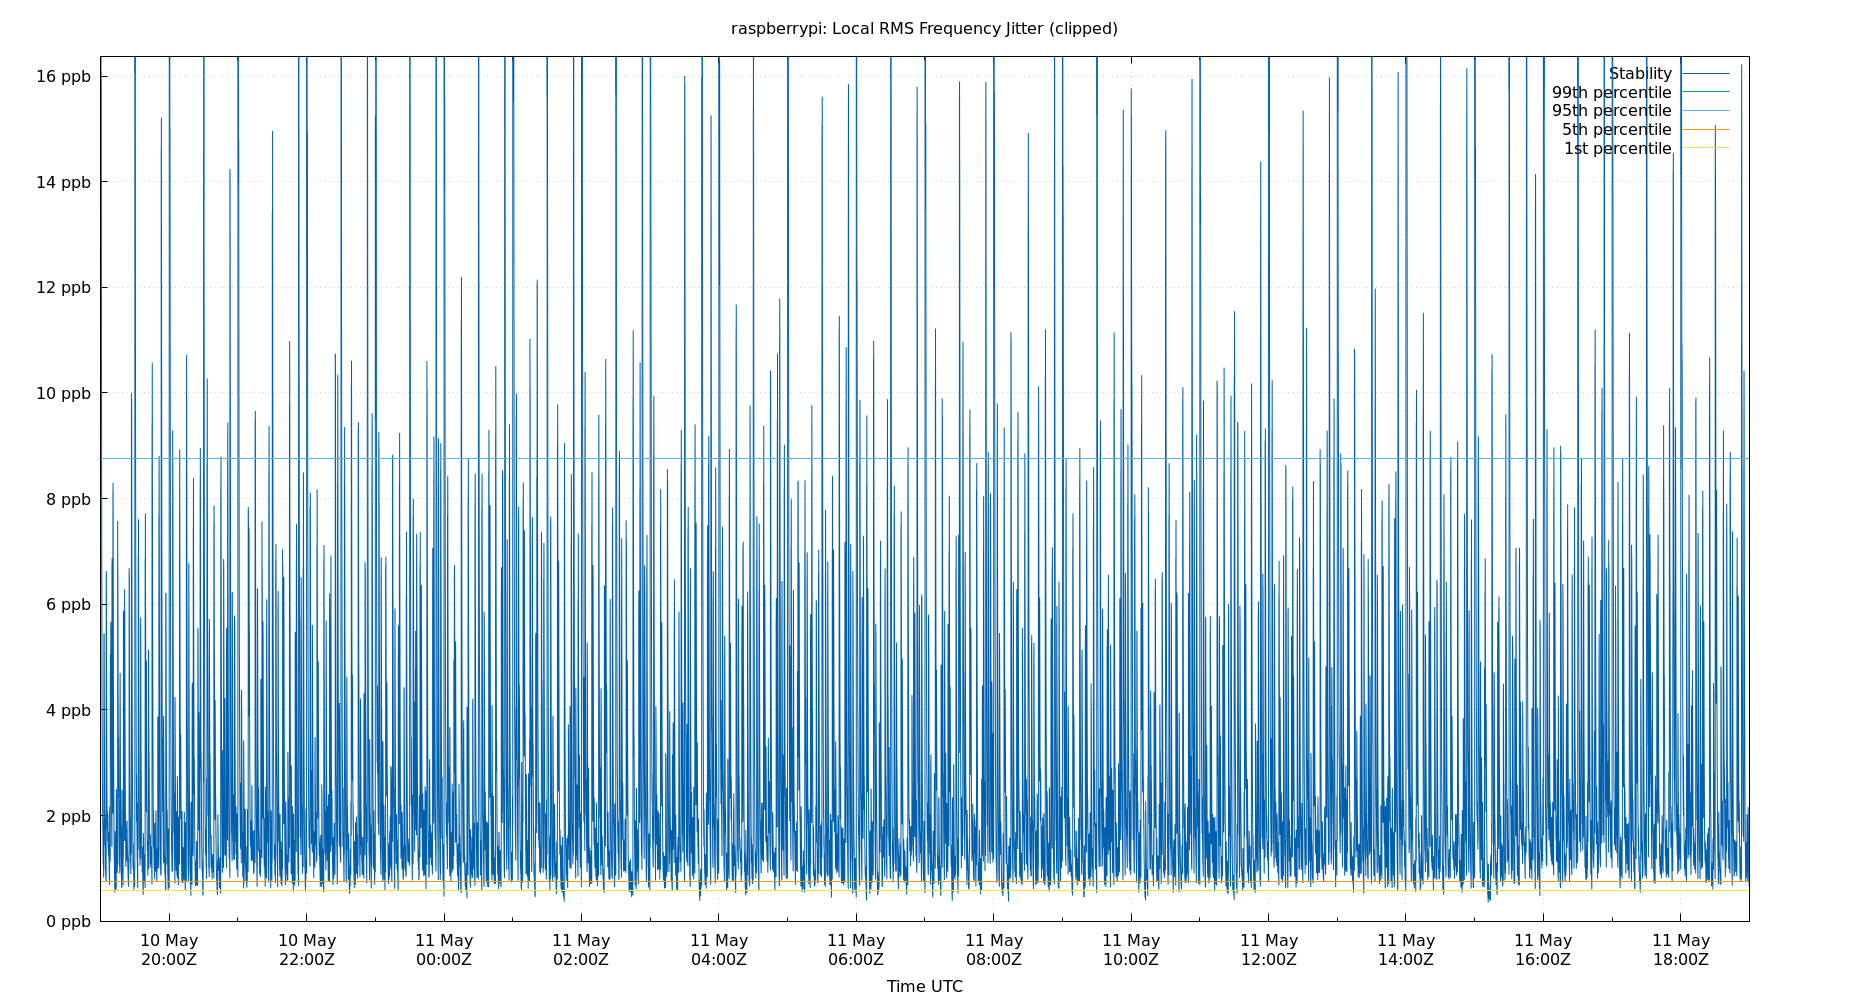 raspberrypi: Local RMS Frequency Jitter (clipped)
16 ppb
14 ppb
12 ppb
10 ppb
8 ppb
6 ppb
4 ppb
2 ppb
0 ppb
Stability
99th percentile
95th percentile
5th percentile
1st percentile
10 May 10 May 11 May 11 May 11 May 11 May 11 May 11 May 11 May 11 May 11 May 11 May
20:00Z 22:00Z 00:00Z 02:00Z 04:00Z 06:00Z 08:00Z 10:00Z 12:00Z 14:00Z 16:00Z 18:00Z
Time UTC